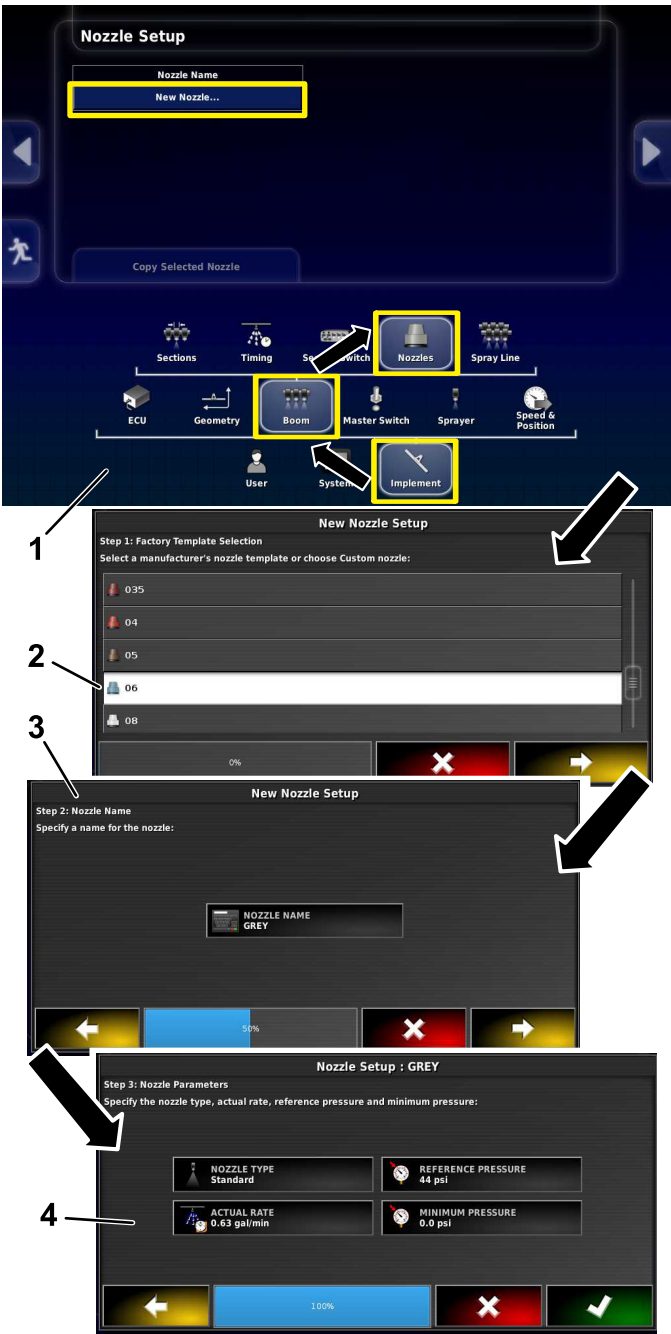 Nozzle Setup
Nozzle Name
New Nozzle...
Copy Selected Nozzle
Sections
Timing
Nozzles
Spray Line
ECU
Geometry
Boom
Master Switch
Sprayer
Speed &
Position
User
System
Implement
1
New Nozzle Setup
Step 1: Factory Template Selection
Select a manufacturer's nozzle template or choose Custom nozzle:
035
04
05
2
06
08
0%
3
New Nozzle Setup
Step 2: Nozzle Name
Specify a name for the nozzle:
NOZZLE NAME
GREY
50%
Nozzle Setup : GREY
Step 3: Nozzle Parameters
Specify the nozzle type, actual rate, reference pressure and minimum pressure:
NOZZLE TYPE
Standard
REFERENCE PRESSURE
44 psi
4
ACTUAL RATE
0.63 gal/min
MINIMUM PRESSURE
0.0 psi
100%